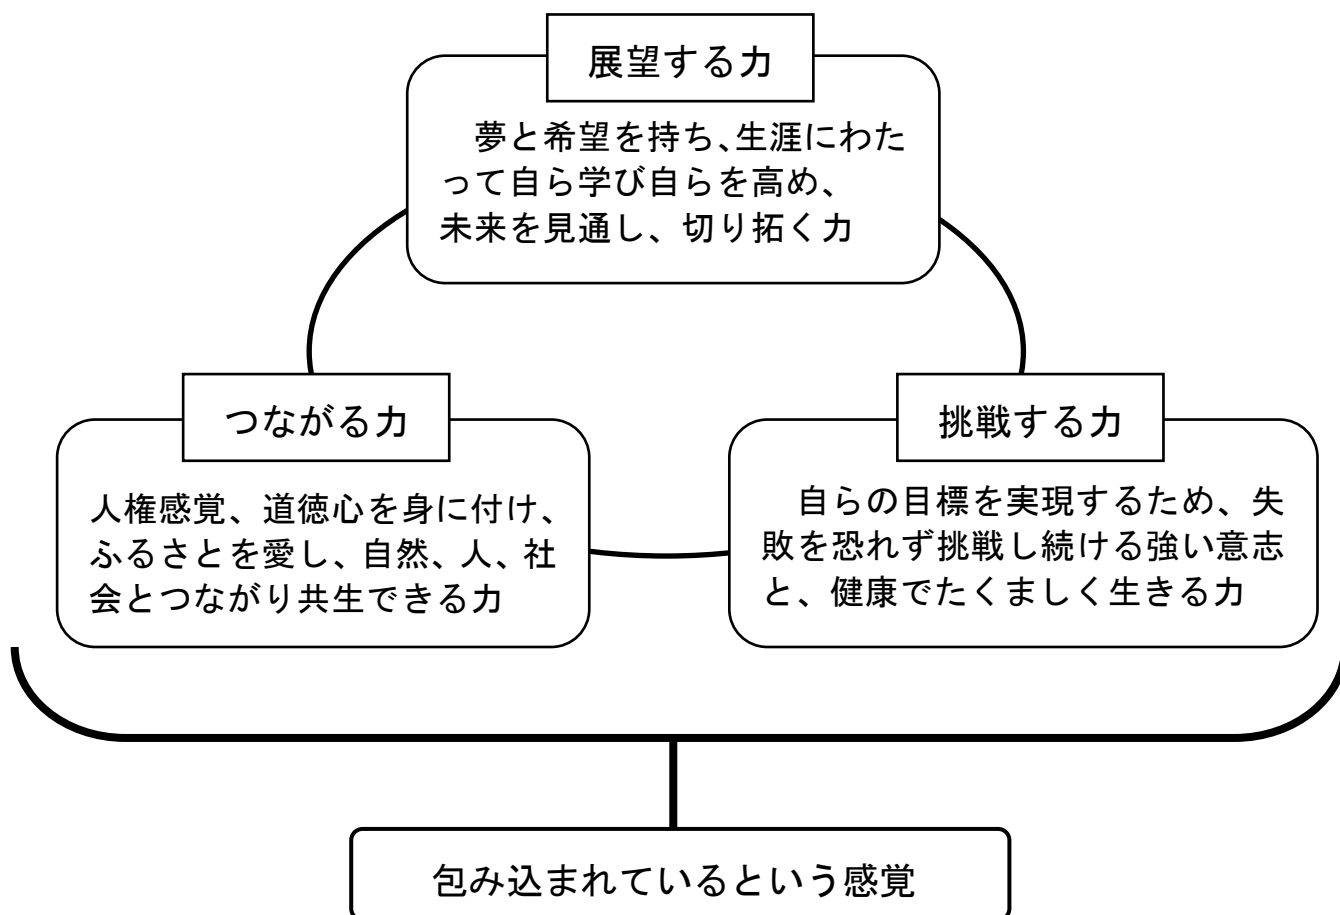 展望する力
　夢と希望を持ち、生涯にわた
って自ら学び自らを高め、
未来を見通し、切り拓く力
つながる力
人権感覚、道徳心を身に付け、
ふるさとを愛し、自然、人、社
会とつながり共生できる力
挑戦する力
　自らの目標を実現するため、失
敗を恐れず挑戦し続ける強い意志
と、健康でたくましく生きる力
包み込まれているという感覚